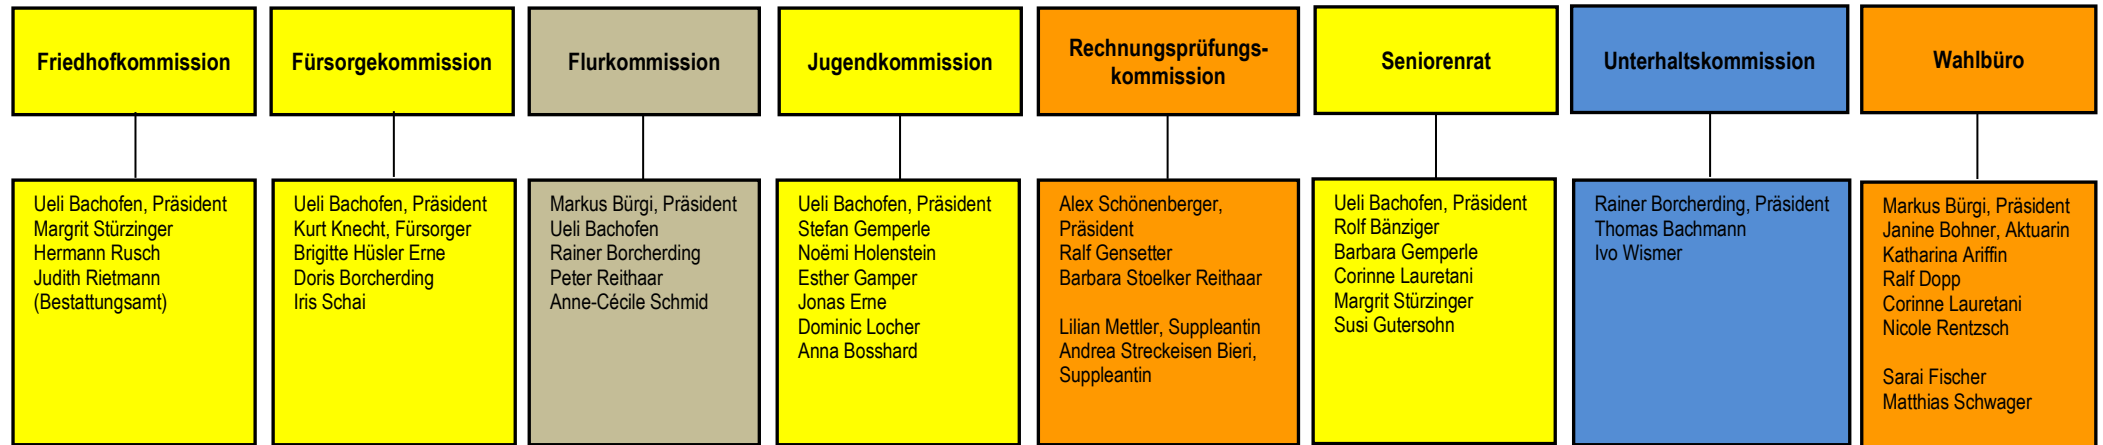 Friedhofkommission
Ueli Bachofen, Präsident
Margrit Stürzinger
Hermann Rusch
Judith Rietmann
(Bestattungsamt)
Fürsorgekommission
Ueli Bachofen, Präsident
Kurt Knecht, Fürsorger
Brigitte Hüsler Erne
Doris Borcherding
Iris Schai
Flurkommission
Markus Bürgi, Präsident
Ueli Bachofen
Rainer Borcherding
Peter Reithaar
Anne-Cécile Schmid
Jugendkommission
Ueli Bachofen, Präsident
Stefan Gemperle
Noëmi Holenstein
Esther Gamper
Jonas Erne
Dominic Locher
Anna Bosshard
Rechnungsprüfungs-
kommission
Alex Schönenberger,
Präsident
Ralf Gensetter
Barbara Stoelker Reithaar
Lilian Mettler, Suppleantin
Andrea Streckeisen Bieri,
Suppleantin
Seniorenrat
Ueli Bachofen, Präsident
Rolf Bänziger
Barbara Gemperle
Corinne Lauretani
Margrit Stürzinger
Susi Gutersohn
Unterhaltskommission
Rainer Borcherding, Präsident
Thomas Bachmann
Ivo Wismer
Wahlbüro
Markus Bürgi, Präsident
Janine Bohner, Aktuarin
Katharina Ariffin
Ralf Dopp
Corinne Lauretani
Nicole Rentzsch
Sarai Fischer
Matthias Schwager